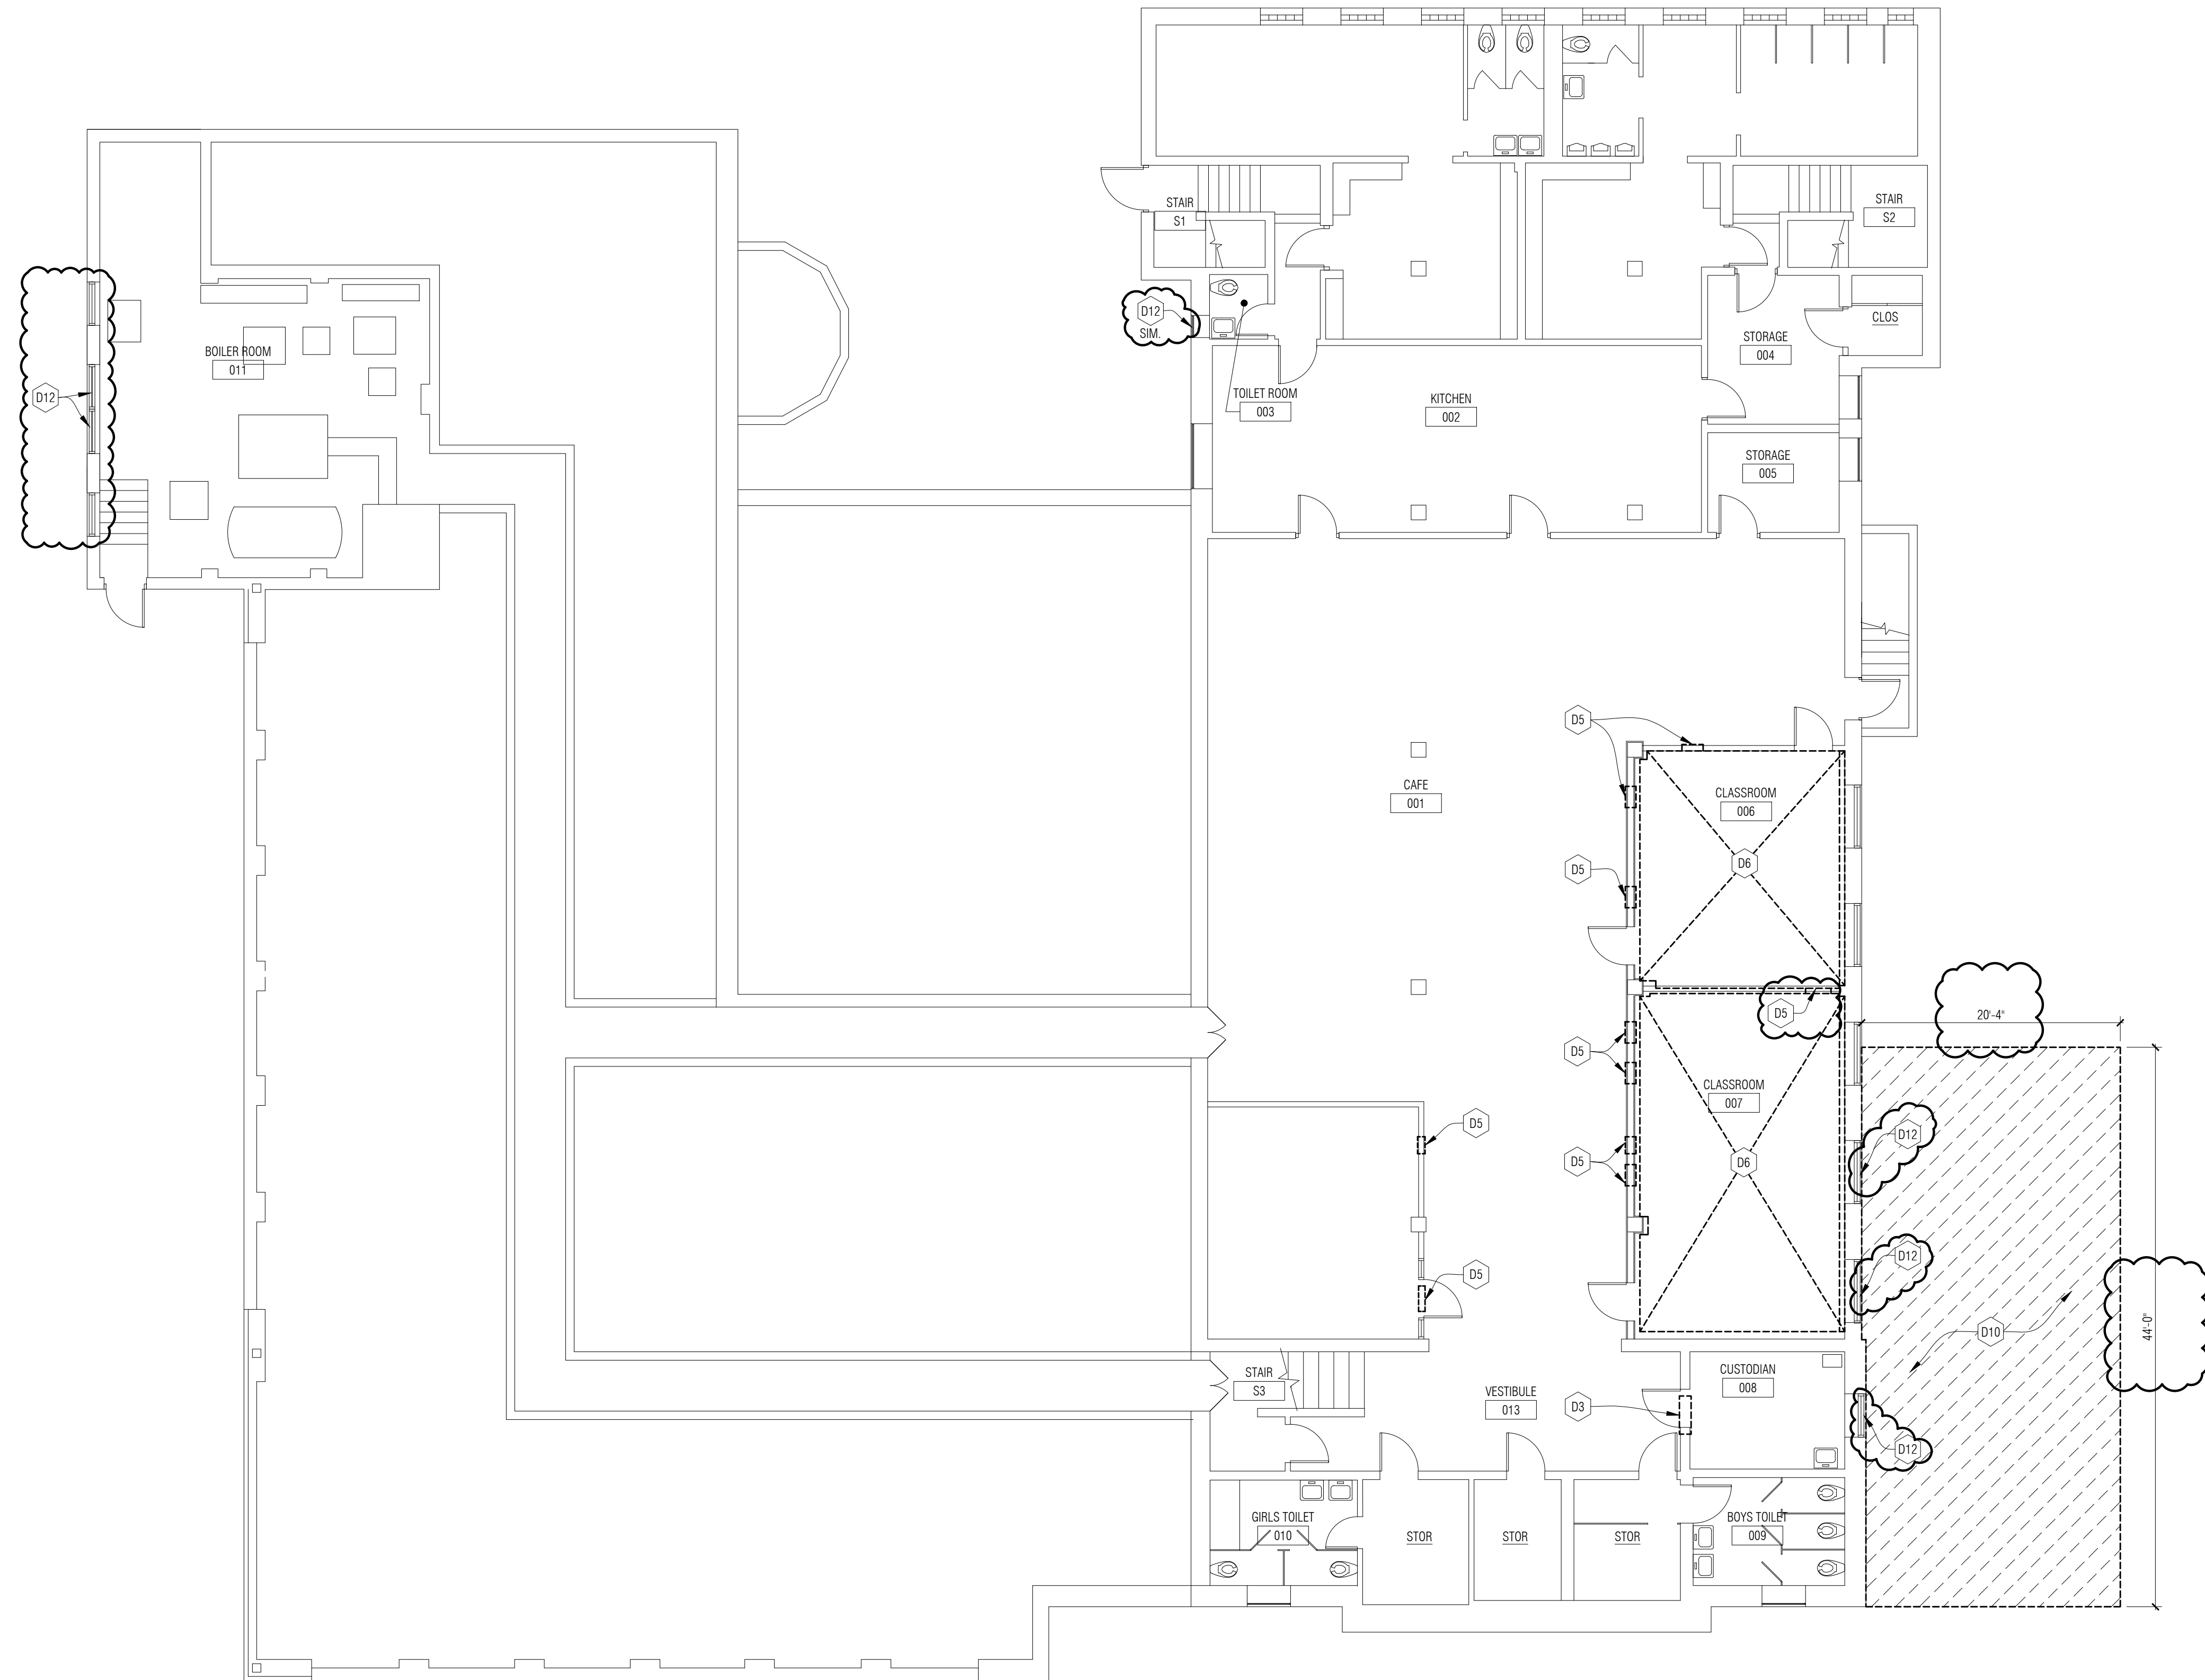 STAIR
S1
STAIR
S2
D12
SIM.
CLOS
STORAGE
004
BOILER ROOM
011
D12
TOILET ROOM
003
KITCHEN
002
STORAGE
005
D5
CAFE
001
CLASSROOM
006
D5
D6
D5
20'-4"
D5
CLASSROOM
007
D5
D12
D5
D6
D12
D5
D10
44'-0"
STAIR
S3
VESTIBULE
013
D3
CUSTODIAN
008
D12
GIRLS TOILET
010
STOR
STOR
STOR
BOYS TOILET
009